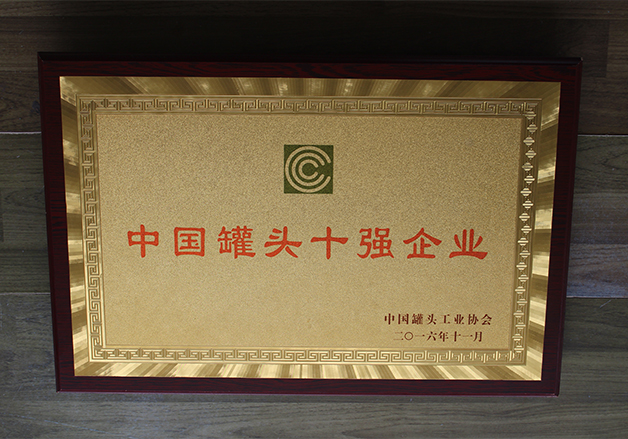 中国罐头十强企业
中国罐头工业协会
二〇一六年十一月